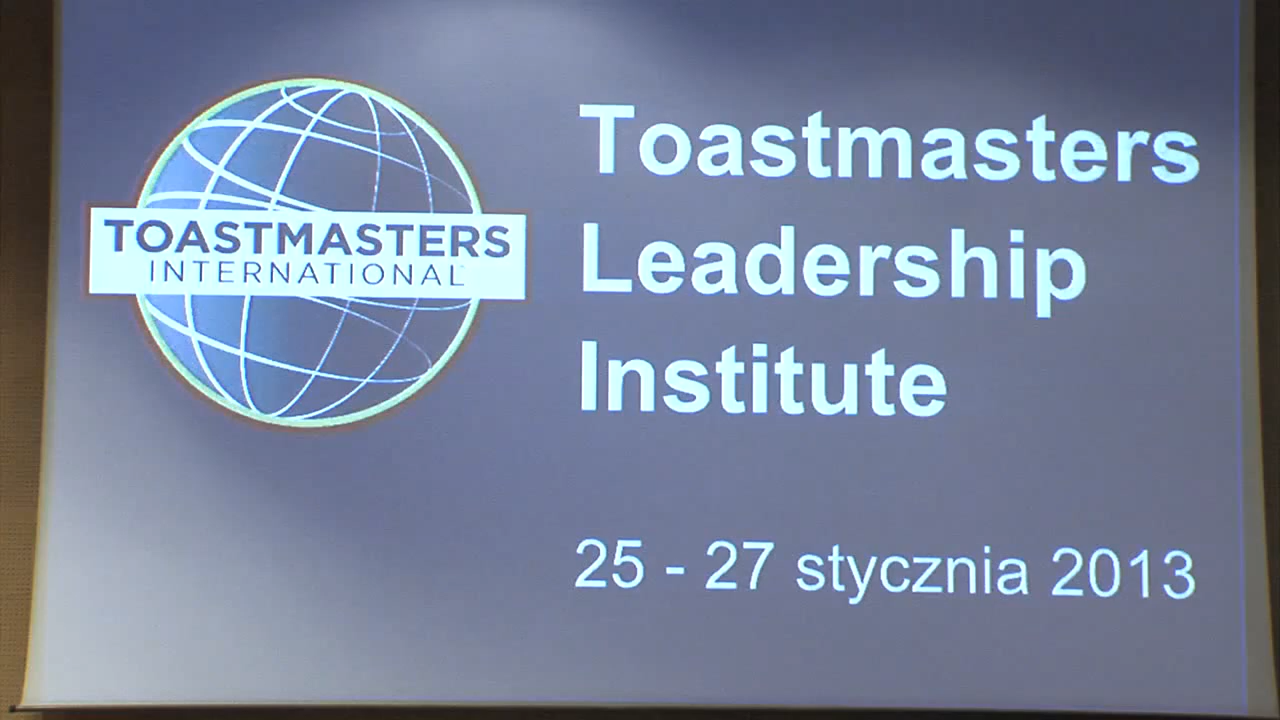 TOASTMASTERS
INTERNATIONAL
Toastmasters
Leadership
Institute
25 - 27 stycznia 2013